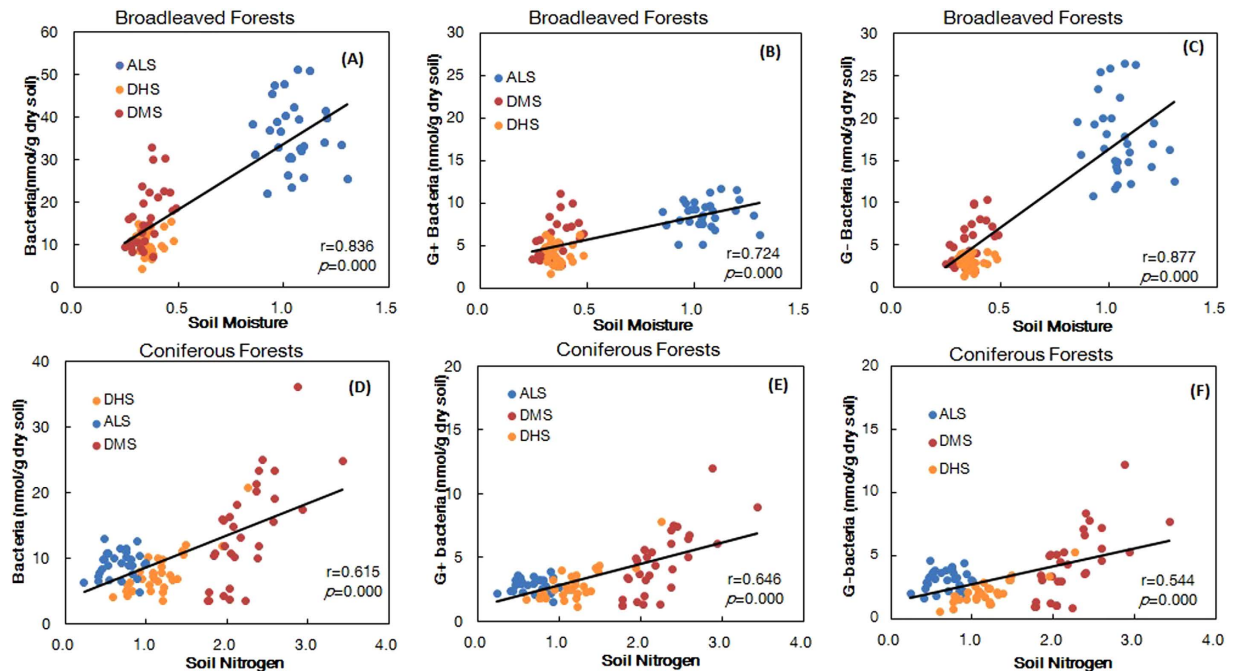 Broadleaved Forests
Bacteria(nmol/g dry soil)
60
50
40
30
20
10
0
(A)
ALS
DHS
DMS
r=0.836
p=0.000
0.0
0.5
1.0
1.5
Soil Moisture
Broadleaved Forests
G+ Bacteria (nmol/g dry soil)
30
25
20
15
10
5
0
(B)
ALS
DMS
DHS
r=0.724
p=0.000
0.0
0.5
1.0
1.5
Soil Moisture
Broadleaved Forests
G− Bacteria (nmol/g dry soil)
30
25
20
15
10
5
0
(C)
ALS
DMS
DHS
r=0.877
p=0.000
0.0
0.5
1.0
1.5
Soil Moisture
Coniferous Forests
Bacteria (nmol/g dry soil)
40
30
20
10
0
(D)
DHS
ALS
DMS
r=0.615
p=0.000
0.0
1.0
2.0
3.0
4.0
Soil Nitrogen
Coniferous Forests
G+ bacteria (nmol/g dry soil)
20
15
10
5
0
(E)
ALS
DMS
DHS
r=0.646
p=0.000
0.0
1.0
2.0
3.0
4.0
Soil Nitrogen
Coniferous Forests
G−bacteria (nmol/g dry soil)
20
15
10
5
0
(F)
ALS
DMS
DHS
r=0.544
p=0.000
0.0
1.0
2.0
3.0
4.0
Soil Nitrogen